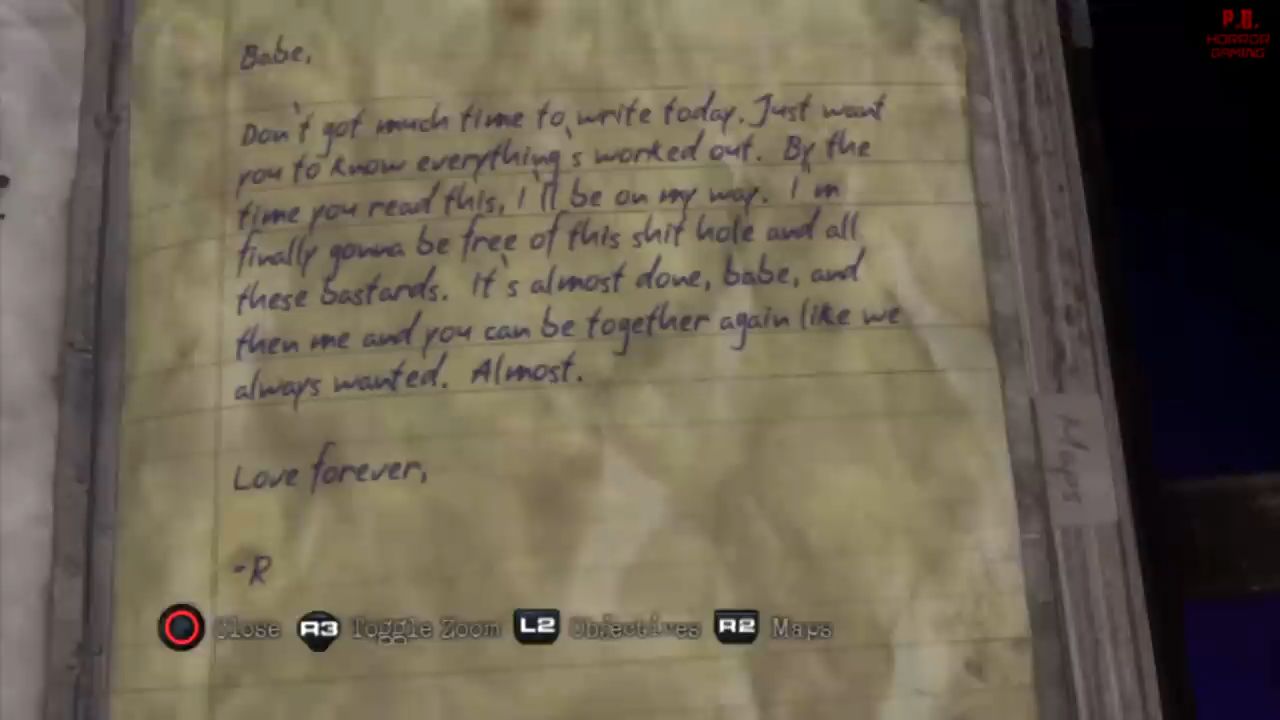 P.B.
HORROR
GAMING
Babe,
Don't got much time to write today. Just want
you to know everything's worked out. By the
time you read this, I'll be on my way. I'm
finally gonna be free of this shit hole and all
these bastards. It's almost done, babe, and
then me and you can be together again like we
always wanted. Almost.
Love forever,
-R
Maps
Close R3 Toggle Zoom L2 Objectives R2 Maps